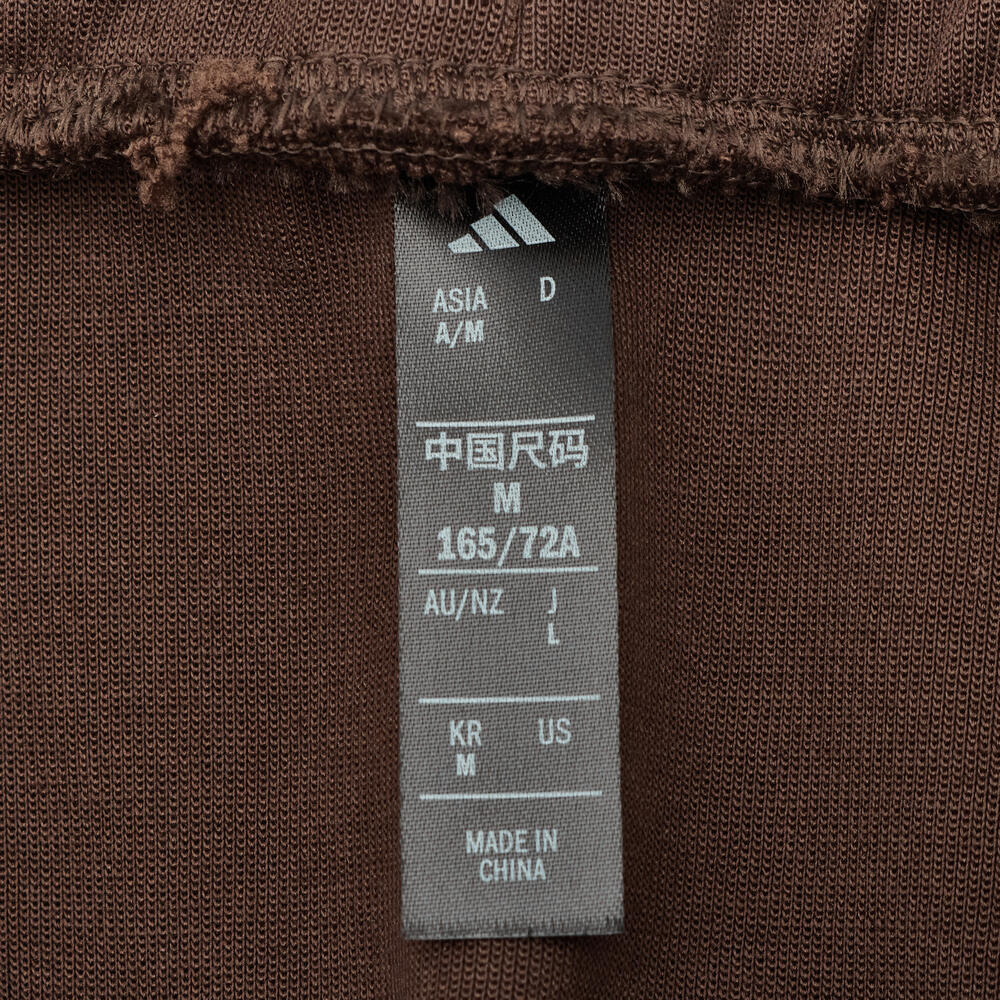 ASIA D
A/M
中国尺码
M
165/72A
AU/NZ J
L
KR US
M
MADE IN
CHINA